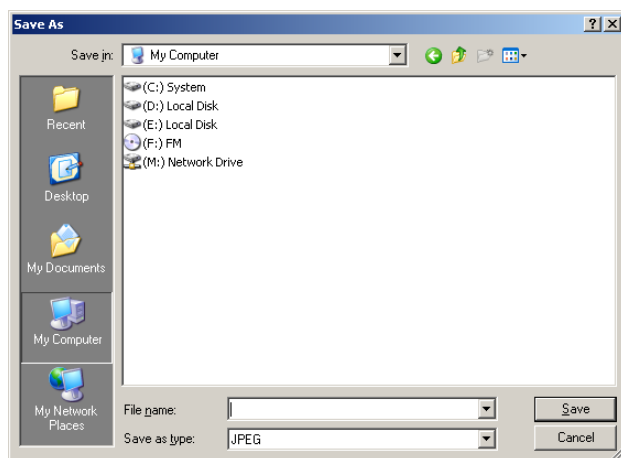 Save As
Save in:
My Computer
(C:) System
(D:) Local Disk
(E:) Local Disk
(F:) FM
(M:) Network Drive
Recent
Desktop
My Documents
My Computer
My Network
Places
File name:
Save
Save as type:
JPEG
Cancel